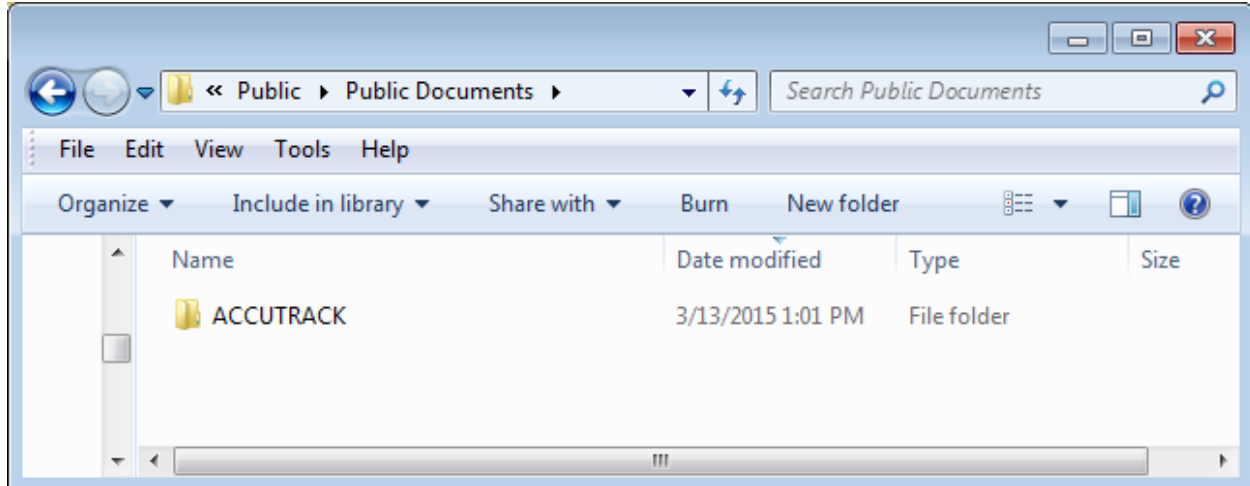 « Public ▸ Public Documents ▸ Search Public Documents
File Edit View Tools Help
Organize Include in library Share with Burn New folder
Name Date modified Type Size
ACCUTRACK 3/13/2015 1:01 PM File folder